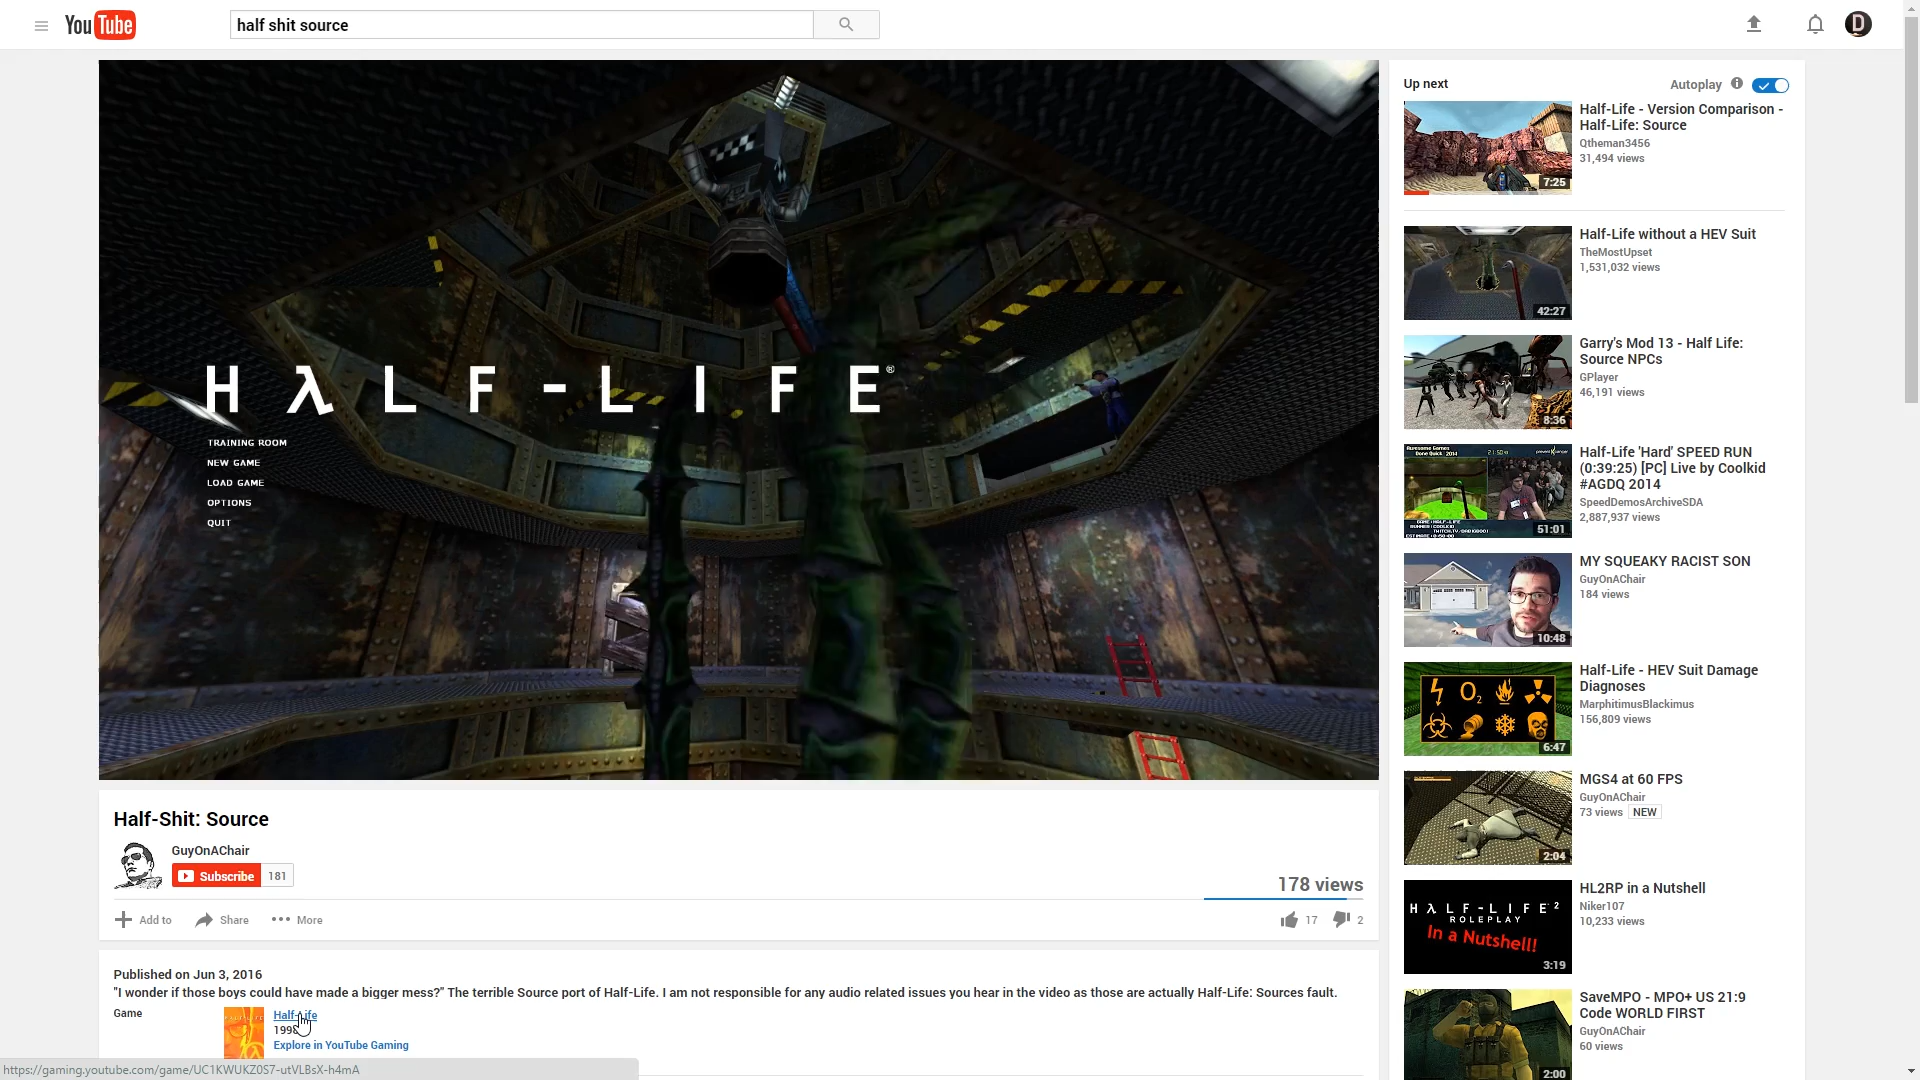 YouTube
half shit source
HALF-LIFE®
TRAINING ROOM
NEW GAME
LOAD GAME
OPTIONS
QUIT
Half-Shit: Source
GuyOnAChair
Subscribe 181
178 views
Add to Share More
17 2
Published on Jun 3, 2016
"I wonder if those boys could have made a bigger mess?" The terrible Source port of Half-Life. I am not responsible for any audio related issues you hear in the video as those are actually Half-Life: Sources fault.
Game
Half-Life
Explore in YouTube Gaming
https://gaming.youtube.com/game/UC1KWUKZ0S7-utVLBsX-h4mA
Up next
Autoplay
Half-Life - Version Comparison -
Half-Life: Source
Qtheman3456
31,494 views
7:25
Half-Life without a HEV Suit
TheMostUpset
1,531,032 views
42:27
Garry's Mod 13 - Half Life:
Source NPCs
GPlayer
46,191 views
8:36
Half-Life 'Hard' SPEED RUN
(0:39:25) [PC] Live by Coolkid
#AGDQ 2014
SpeedDemosArchiveSDA
2,887,937 views
51:01
MY SQUEAKY RACIST SON
GuyOnAChair
184 views
10:48
Half-Life - HEV Suit Damage
Diagnoses
MarphitimusBlackimus
156,809 views
O2
6:47
MGS4 at 60 FPS
GuyOnAChair
73 views NEW
2:04
HL2RP in a Nutshell
Niker107
10,233 views
HλLF-LIFE²
ROLEPLAY
In a Nutshell!
3:19
SaveMPO - MPO+ US 21:9
Code WORLD FIRST
GuyOnAChair
60 views
2:00